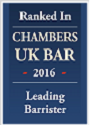 Ranked In
CHAMBERS
UK BAR
2016
Leading
Barrister